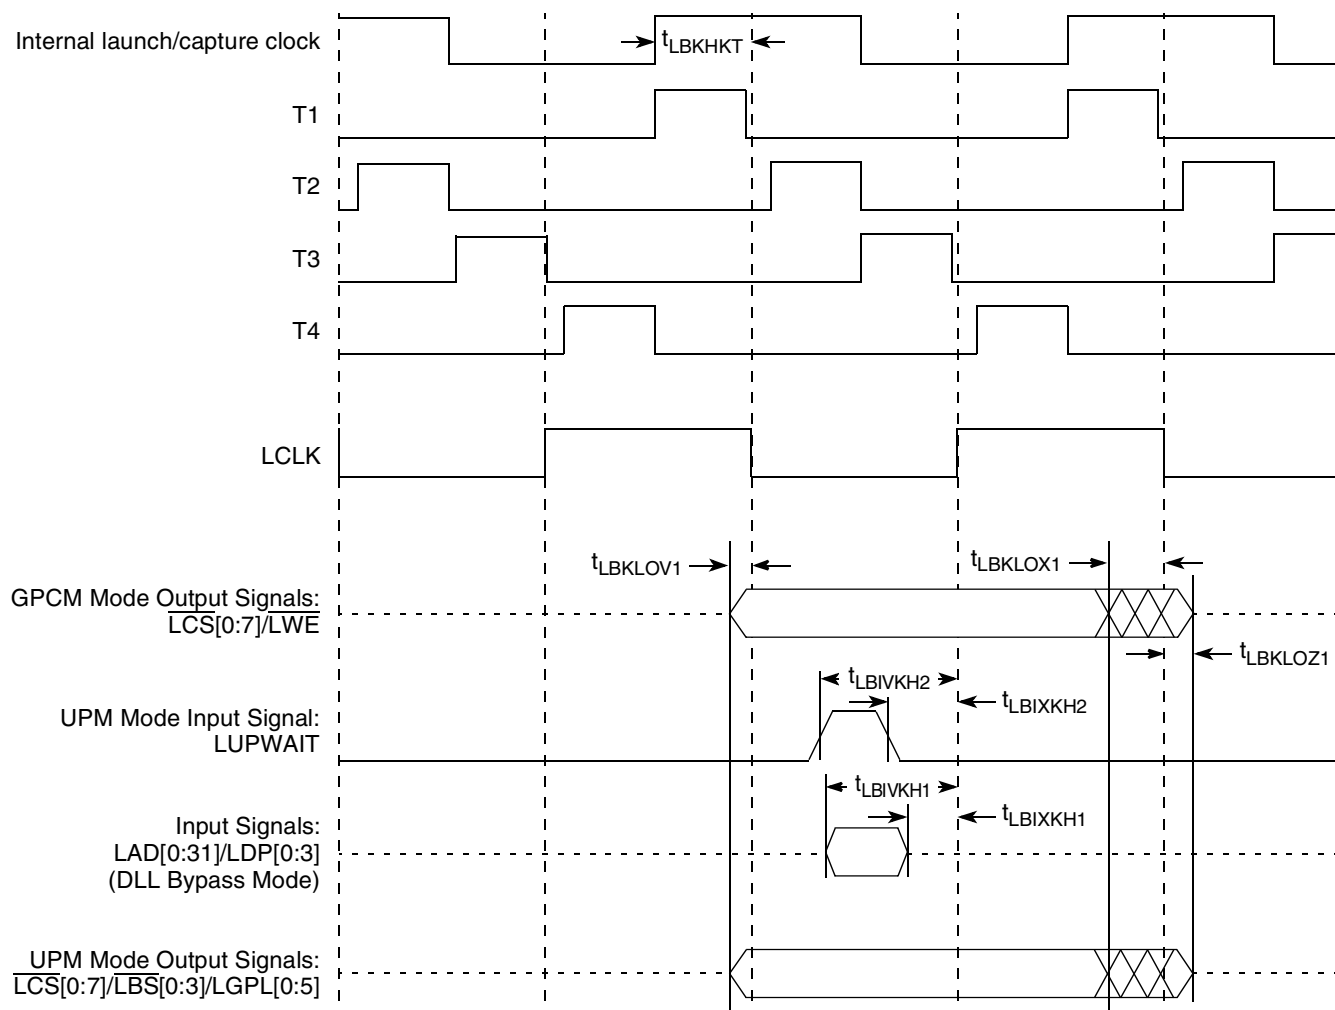 Internal launch/capture clock
tLBKHKT
T1
T2
T3
T4
LCLK
tLBKLOV1
tLBKLOX1
GPCM Mode Output Signals:
LCS[0:7]/LWE
tLBKLOZ1
tLBIVKH2
tLBIXKH2
UPM Mode Input Signal:
LUPWAIT
tLBIVKH1
tLBIXKH1
Input Signals:
LAD[0:31]/LDP[0:3]
(DLL Bypass Mode)
UPM Mode Output Signals:
LCS[0:7]/LBS[0:3]/LGPL[0:5]